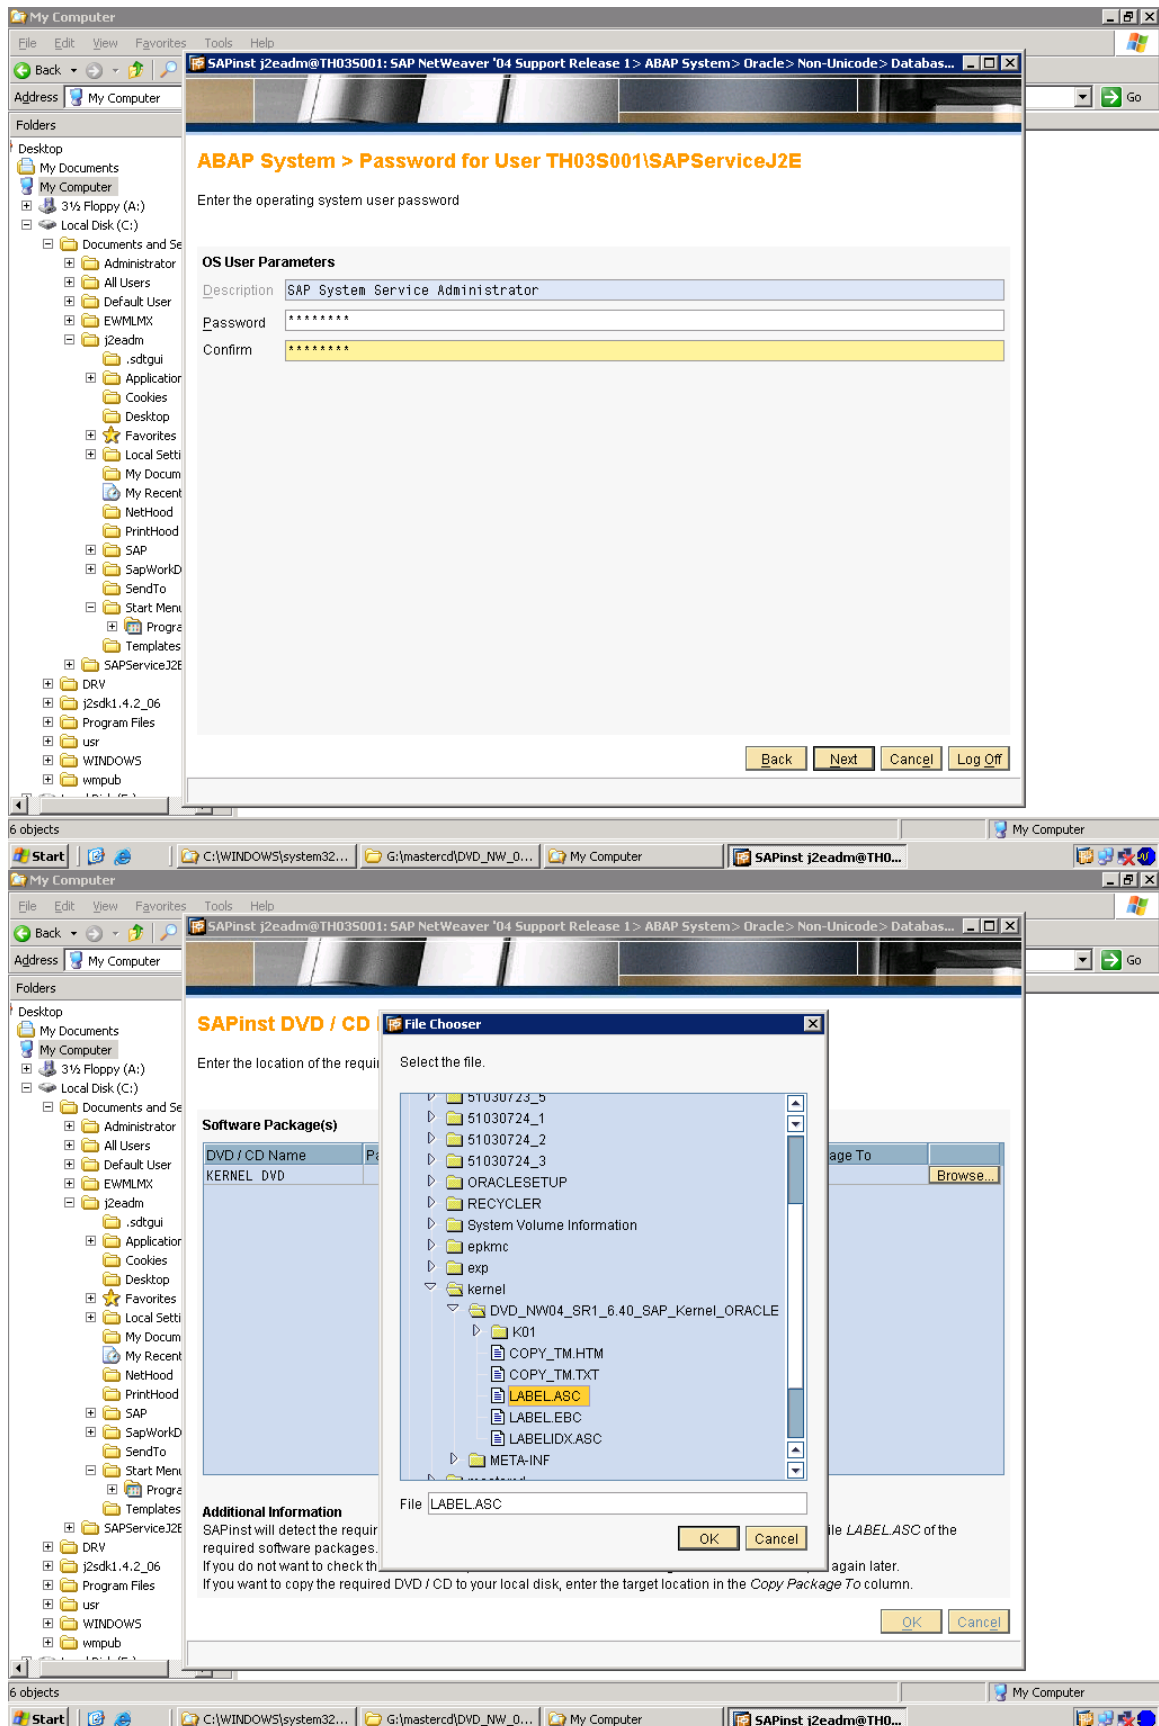 My Computer
File Edit View Favorites Tools Help
Back
SAPinst j2eadm@TH03S001: SAP NetWeaver '04 Support Release 1> ABAP System> Oracle> Non-Unicode> Databas...
Address My Computer Go
Folders
Desktop
My Documents
My Computer
3½ Floppy (A:)
Local Disk (C:)
Documents and Se
Administrator
All Users
Default User
EWMLMX
j2eadm
.sdtgui
Application
Cookies
Desktop
Favorites
Local Setti
My Docum
My Recent
NetHood
PrintHood
SAP
SapWorkD
SendTo
Start Menu
Progra
Templates
SAPServiceJ2E
DRV
j2sdk1.4.2_06
Program Files
usr
WINDOWS
wmpub
ABAP System > Password for User TH03S001\SAPServiceJ2E
Enter the operating system user password
OS User Parameters
Description SAP System Service Administrator
Password ********
Confirm ********
Back Next Cancel Log Off
6 objects My Computer
Start C:\WINDOWS\system32... G:\mastercd\DVD_NW_0... My Computer SAPinst j2eadm@TH0...
My Computer
File Edit View Favorites Tools Help
Back
SAPinst j2eadm@TH03S001: SAP NetWeaver '04 Support Release 1> ABAP System> Oracle> Non-Unicode> Databas...
Address My Computer Go
Folders
Desktop
My Documents
My Computer
3½ Floppy (A:)
Local Disk (C:)
Documents and Se
Administrator
All Users
Default User
EWMLMX
j2eadm
.sdtgui
Application
Cookies
Desktop
Favorites
Local Setti
My Docum
My Recent
NetHood
PrintHood
SAP
SapWorkD
SendTo
Start Menu
Progra
Templates
SAPServiceJ2E
DRV
j2sdk1.4.2_06
Program Files
usr
WINDOWS
wmpub
SAPinst DVD / CD
Enter the location of the requir
Software Package(s)
DVD / CD Name Pa age To
KERNEL DVD Browse...
File Chooser
Select the file.
51030723_5
51030724_1
51030724_2
51030724_3
ORACLESETUP
RECYCLER
System Volume Information
epkmc
exp
kernel
DVD_NW04_SR1_6.40_SAP_Kernel_ORACLE
K01
COPY_TM.HTM
COPY_TM.TXT
LABEL.ASC
LABEL.EBC
LABELIDX.ASC
META-INF
File LABEL.ASC
OK Cancel
Additional Information
SAPinst will detect the requir ile LABEL.ASC of the
required software packages.
If you do not want to check th again later.
If you want to copy the required DVD / CD to your local disk, enter the target location in the Copy Package To column.
OK Cancel
6 objects My Computer
Start C:\WINDOWS\system32... G:\mastercd\DVD_NW_0... My Computer SAPinst j2eadm@TH0...